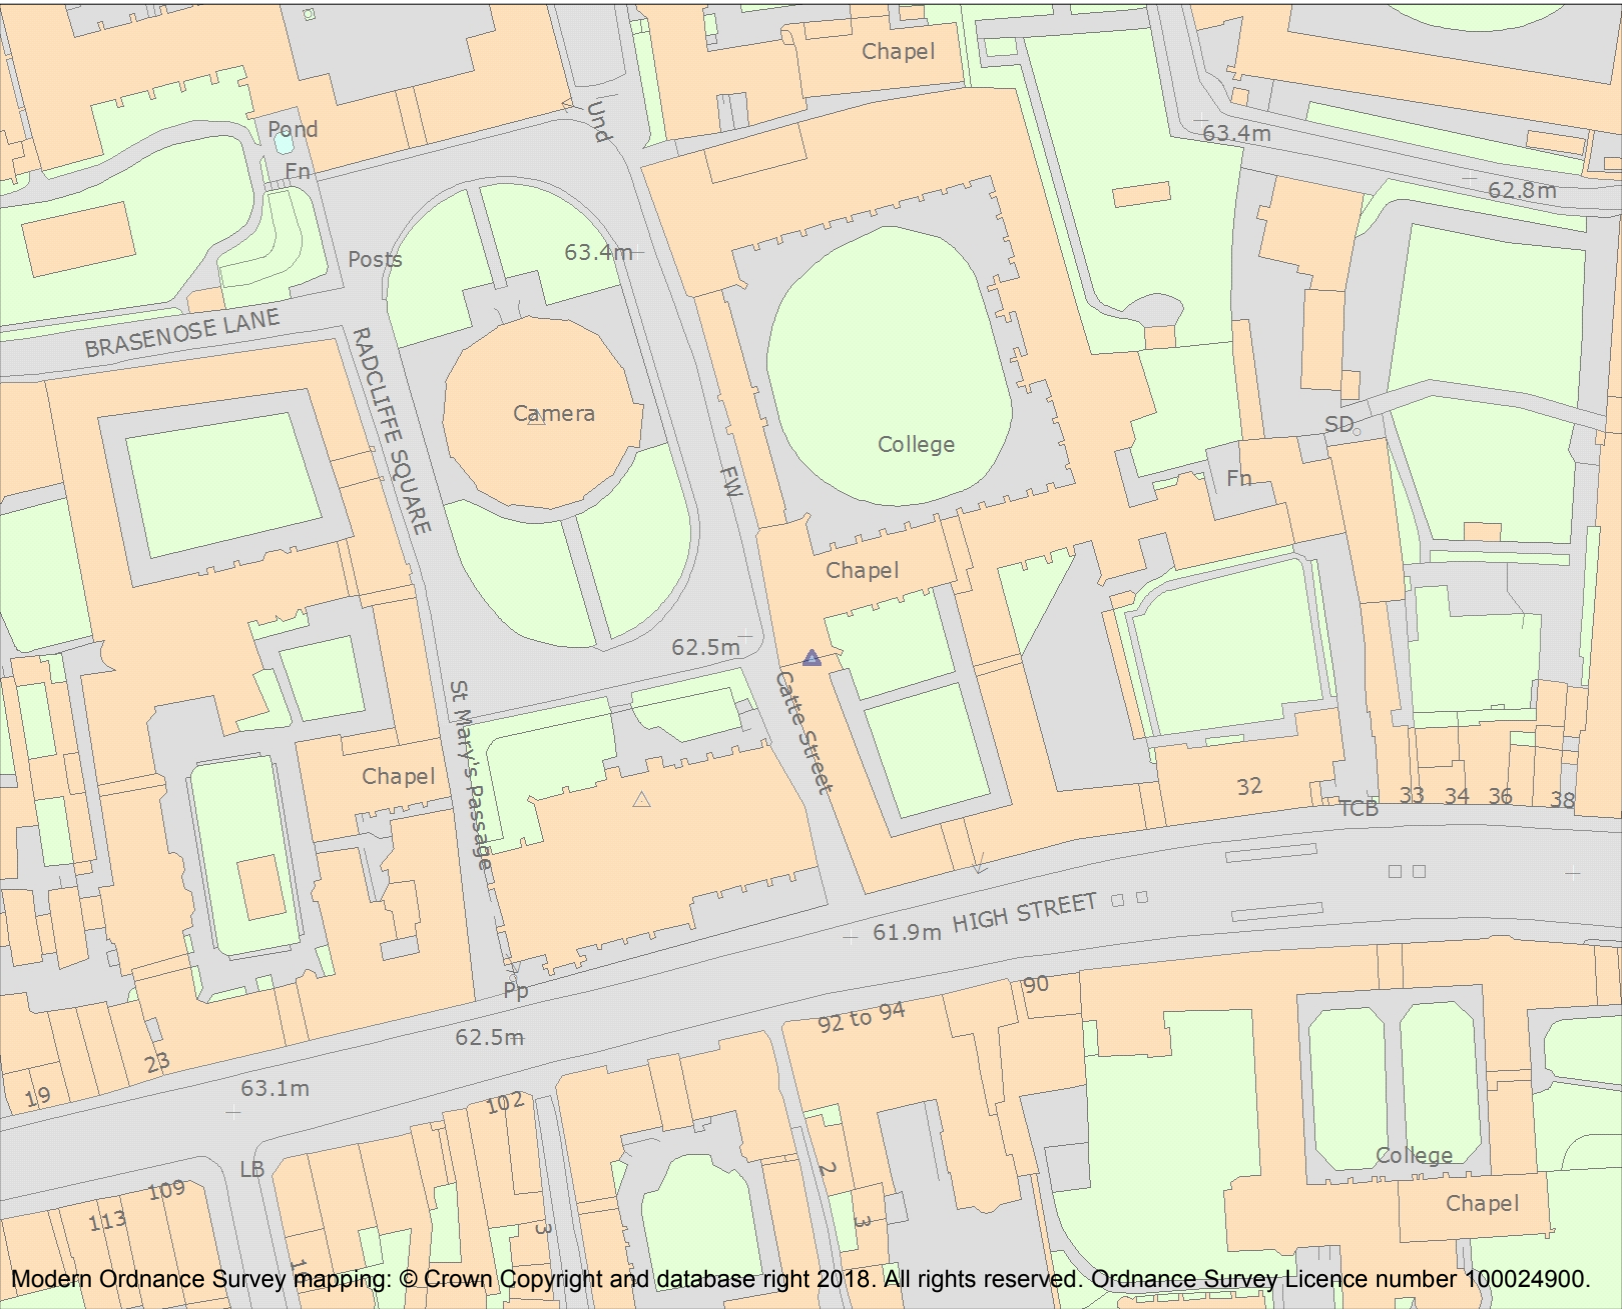 Chapel
Und
Pond
63.4m
Fn
62.8m
Posts
63.4m
BRASENOSE LANE
RADCLIFFE SQUARE
Camera
SD
College
FW
Fn
Chapel
62.5m
St Mary's Passage
Catte Street
Chapel
32
33
34
36
38
TCB
HIGH STREET
61.9m
Pp
90
92 to 94
62.5m
23
63.1m
19
102
College
LB
2
109
Chapel
113
3
3
Modern Ordnance Survey mapping: © Crown Copyright and database right 2018. All rights reserved. Ordnance Survey Licence number 100024900.